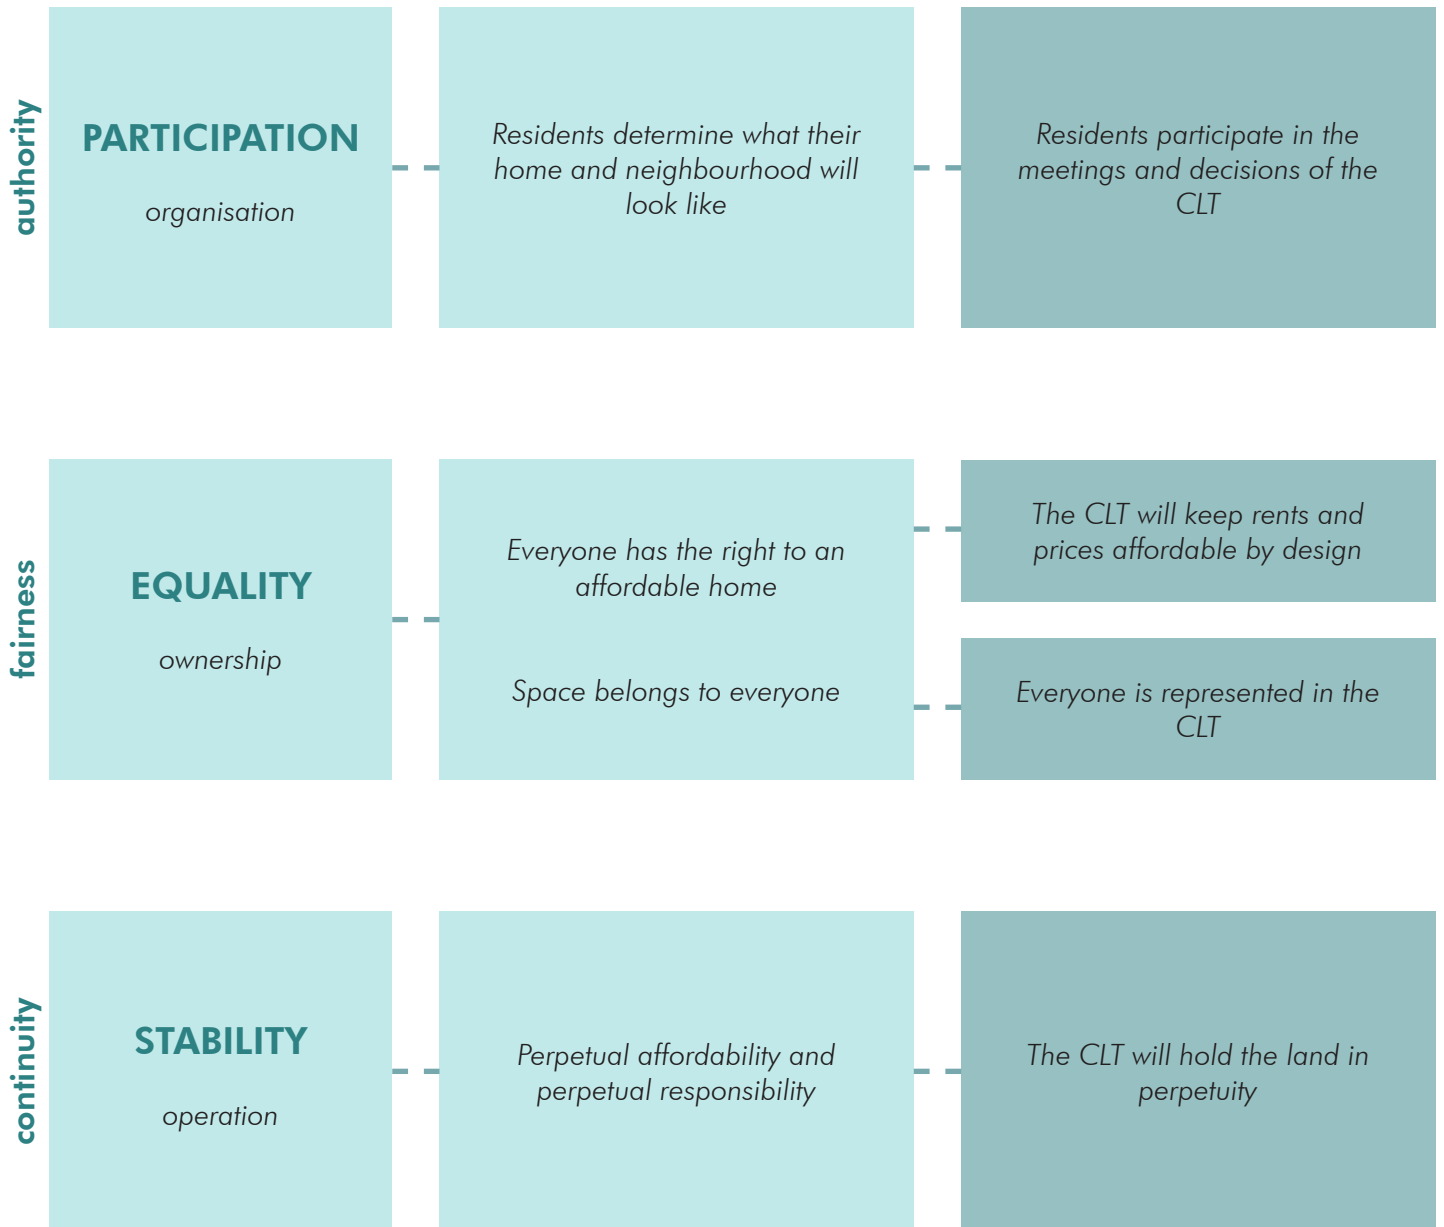 authority
PARTICIPATION
organisation
Residents determine what their
home and neighbourhood will
look like
Residents participate in the
meetings and decisions of the
CLT
fairness
EQUALITY
ownership
Everyone has the right to an
affordable home
Space belongs to everyone
The CLT will keep rents and
prices affordable by design
Everyone is represented in the
CLT
continuity
STABILITY
operation
Perpetual affordability and
perpetual responsibility
The CLT will hold the land in
perpetuity